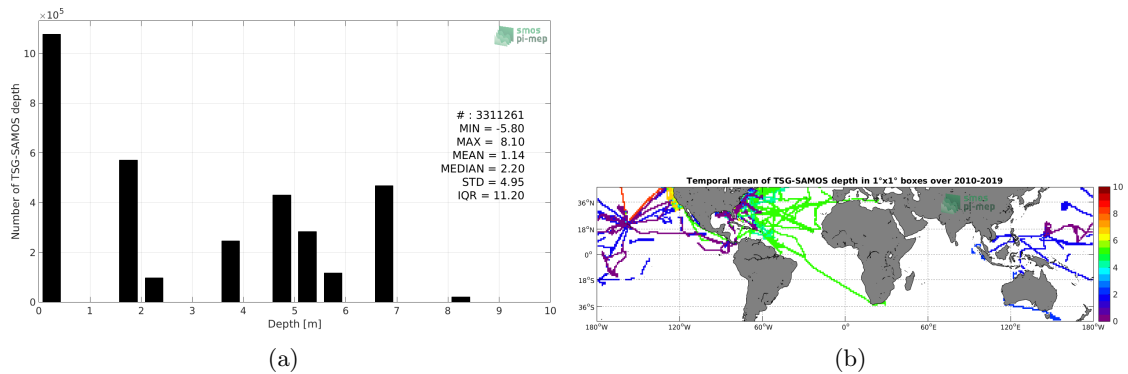 ×10⁵
10
8
6
4
2
0
Number of TSG-SAMOS depth
smos
pi-mep
# : 3311261
MIN = -5.80
MAX = 8.10
MEAN = 1.14
MEDIAN = 2.20
STD = 4.95
IQR = 11.20
0 1 2 3 4 5 6 7 8 9 10
Depth [m]
(a)
Temporal mean of TSG-SAMOS depth in 1°x1° boxes over 2010-2019
smos
pi-mep
36°N
18°N
0°
18°S
36°S
180°W 120°W 60°W 0° 60°E 120°E 180°E
10
8
6
4
2
0
(b)